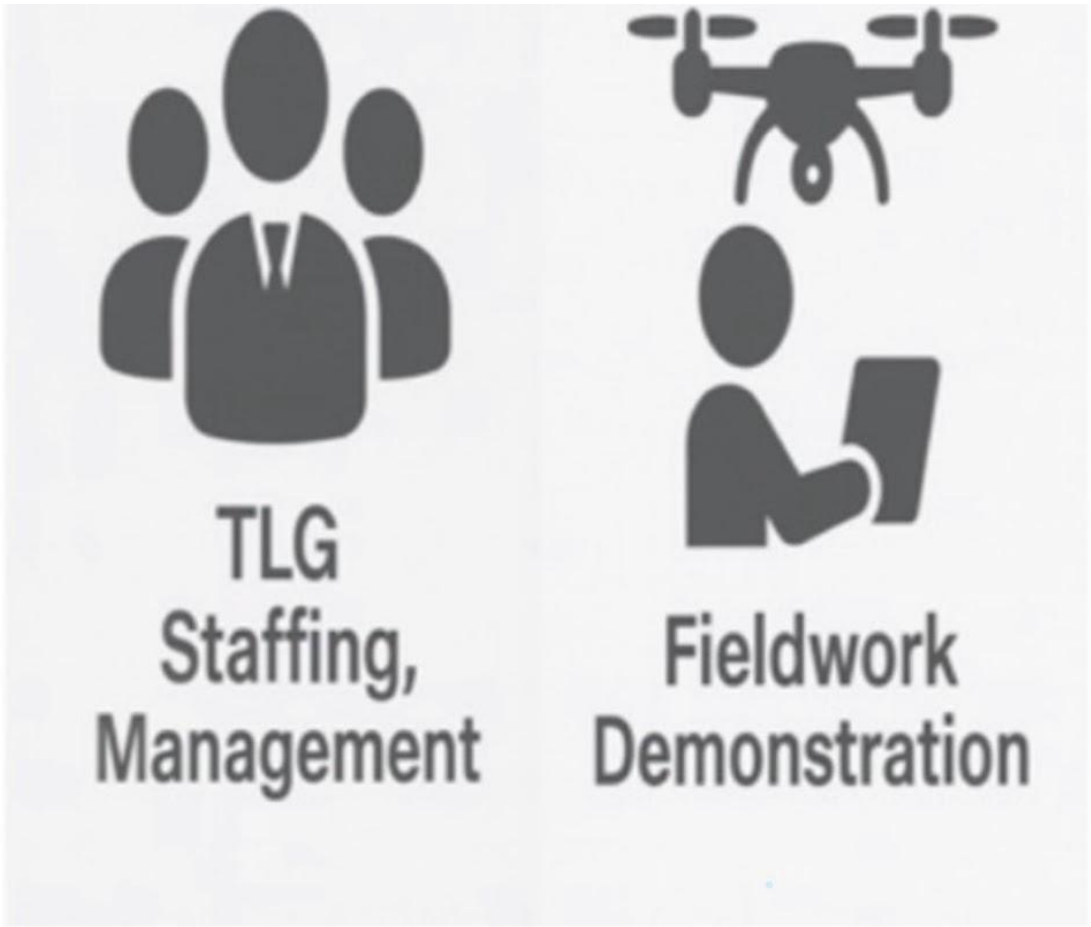 TLG
Staffing,
Management
Fieldwork
Demonstration